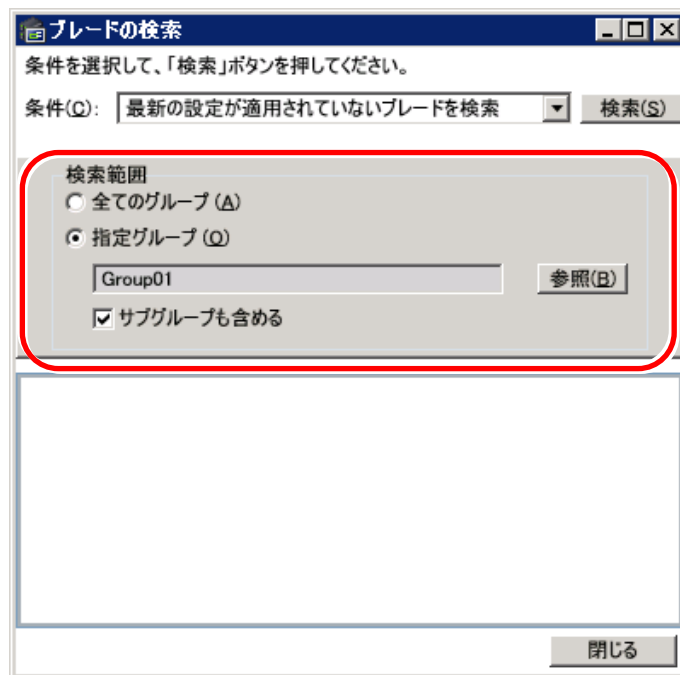 ブレードの検索
条件を選択して、「検索」ボタンを押してください。
条件(C): 最新の設定が適用されていないブレードを検索 検索(S)
検索範囲
全てのグループ(A)
指定グループ(O)
Group01 参照(B)
サブグループも含める
閉じる